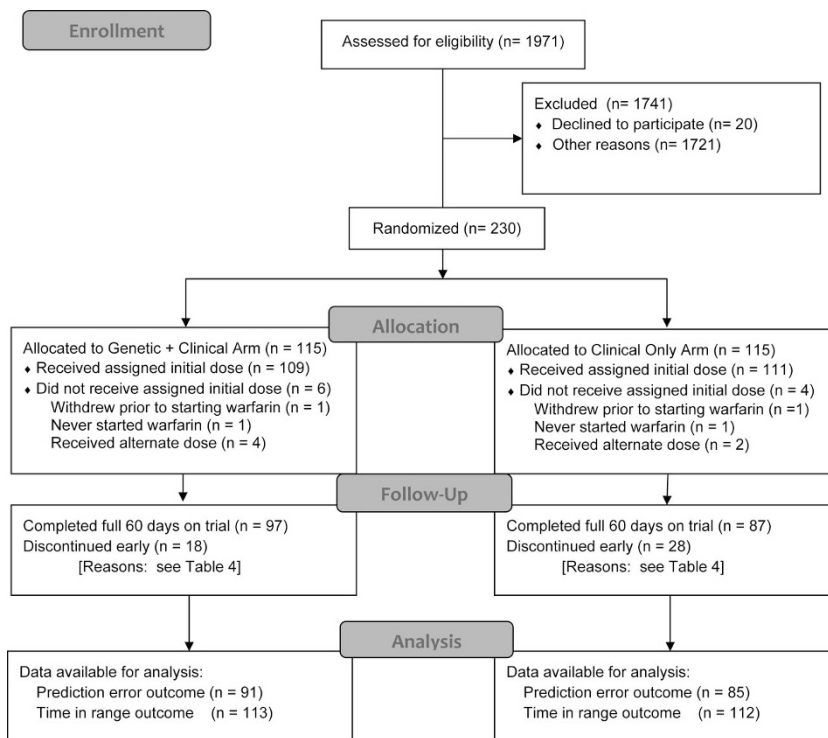 Enrollment
Assessed for eligibility (n= 1971)
Excluded (n= 1741)
♦ Declined to participate (n= 20)
♦ Other reasons (n= 1721)
Randomized (n= 230)
Allocation
Allocated to Genetic + Clinical Arm (n = 115)
♦ Received assigned initial dose (n = 109)
♦ Did not receive assigned initial dose (n = 6)
Withdrew prior to starting warfarin (n = 1)
Never started warfarin (n = 1)
Received alternate dose (n = 4)
Allocated to Clinical Only Arm (n = 115)
♦ Received assigned initial dose (n = 111)
♦ Did not receive assigned initial dose (n = 4)
Withdrew prior to starting warfarin (n =1)
Never started warfarin (n = 1)
Received alternate dose (n = 2)
Follow-Up
Completed full 60 days on trial (n = 97)
Discontinued early (n = 18)
[Reasons: see Table 4]
Completed full 60 days on trial (n = 87)
Discontinued early (n = 28)
[Reasons: see Table 4]
Analysis
Data available for analysis:
Prediction error outcome (n = 91)
Time in range outcome (n = 113)
Data available for analysis:
Prediction error outcome (n = 85)
Time in range outcome (n = 112)